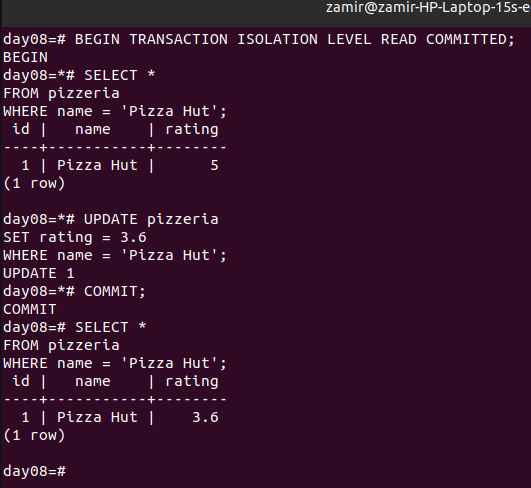 zamir@zamir-HP-Laptop-15s-e
day08=# BEGIN TRANSACTION ISOLATION LEVEL READ COMMITTED;
BEGIN
day08=*# SELECT *
FROM pizzeria
WHERE name = 'Pizza Hut';
 id |   name    | rating
----+-----------+--------
  1 | Pizza Hut |      5
(1 row)

day08=*# UPDATE pizzeria
SET rating = 3.6
WHERE name = 'Pizza Hut';
UPDATE 1
day08=*# COMMIT;
COMMIT
day08=# SELECT *
FROM pizzeria
WHERE name = 'Pizza Hut';
 id |   name    | rating
----+-----------+--------
  1 | Pizza Hut |    3.6
(1 row)

day08=#